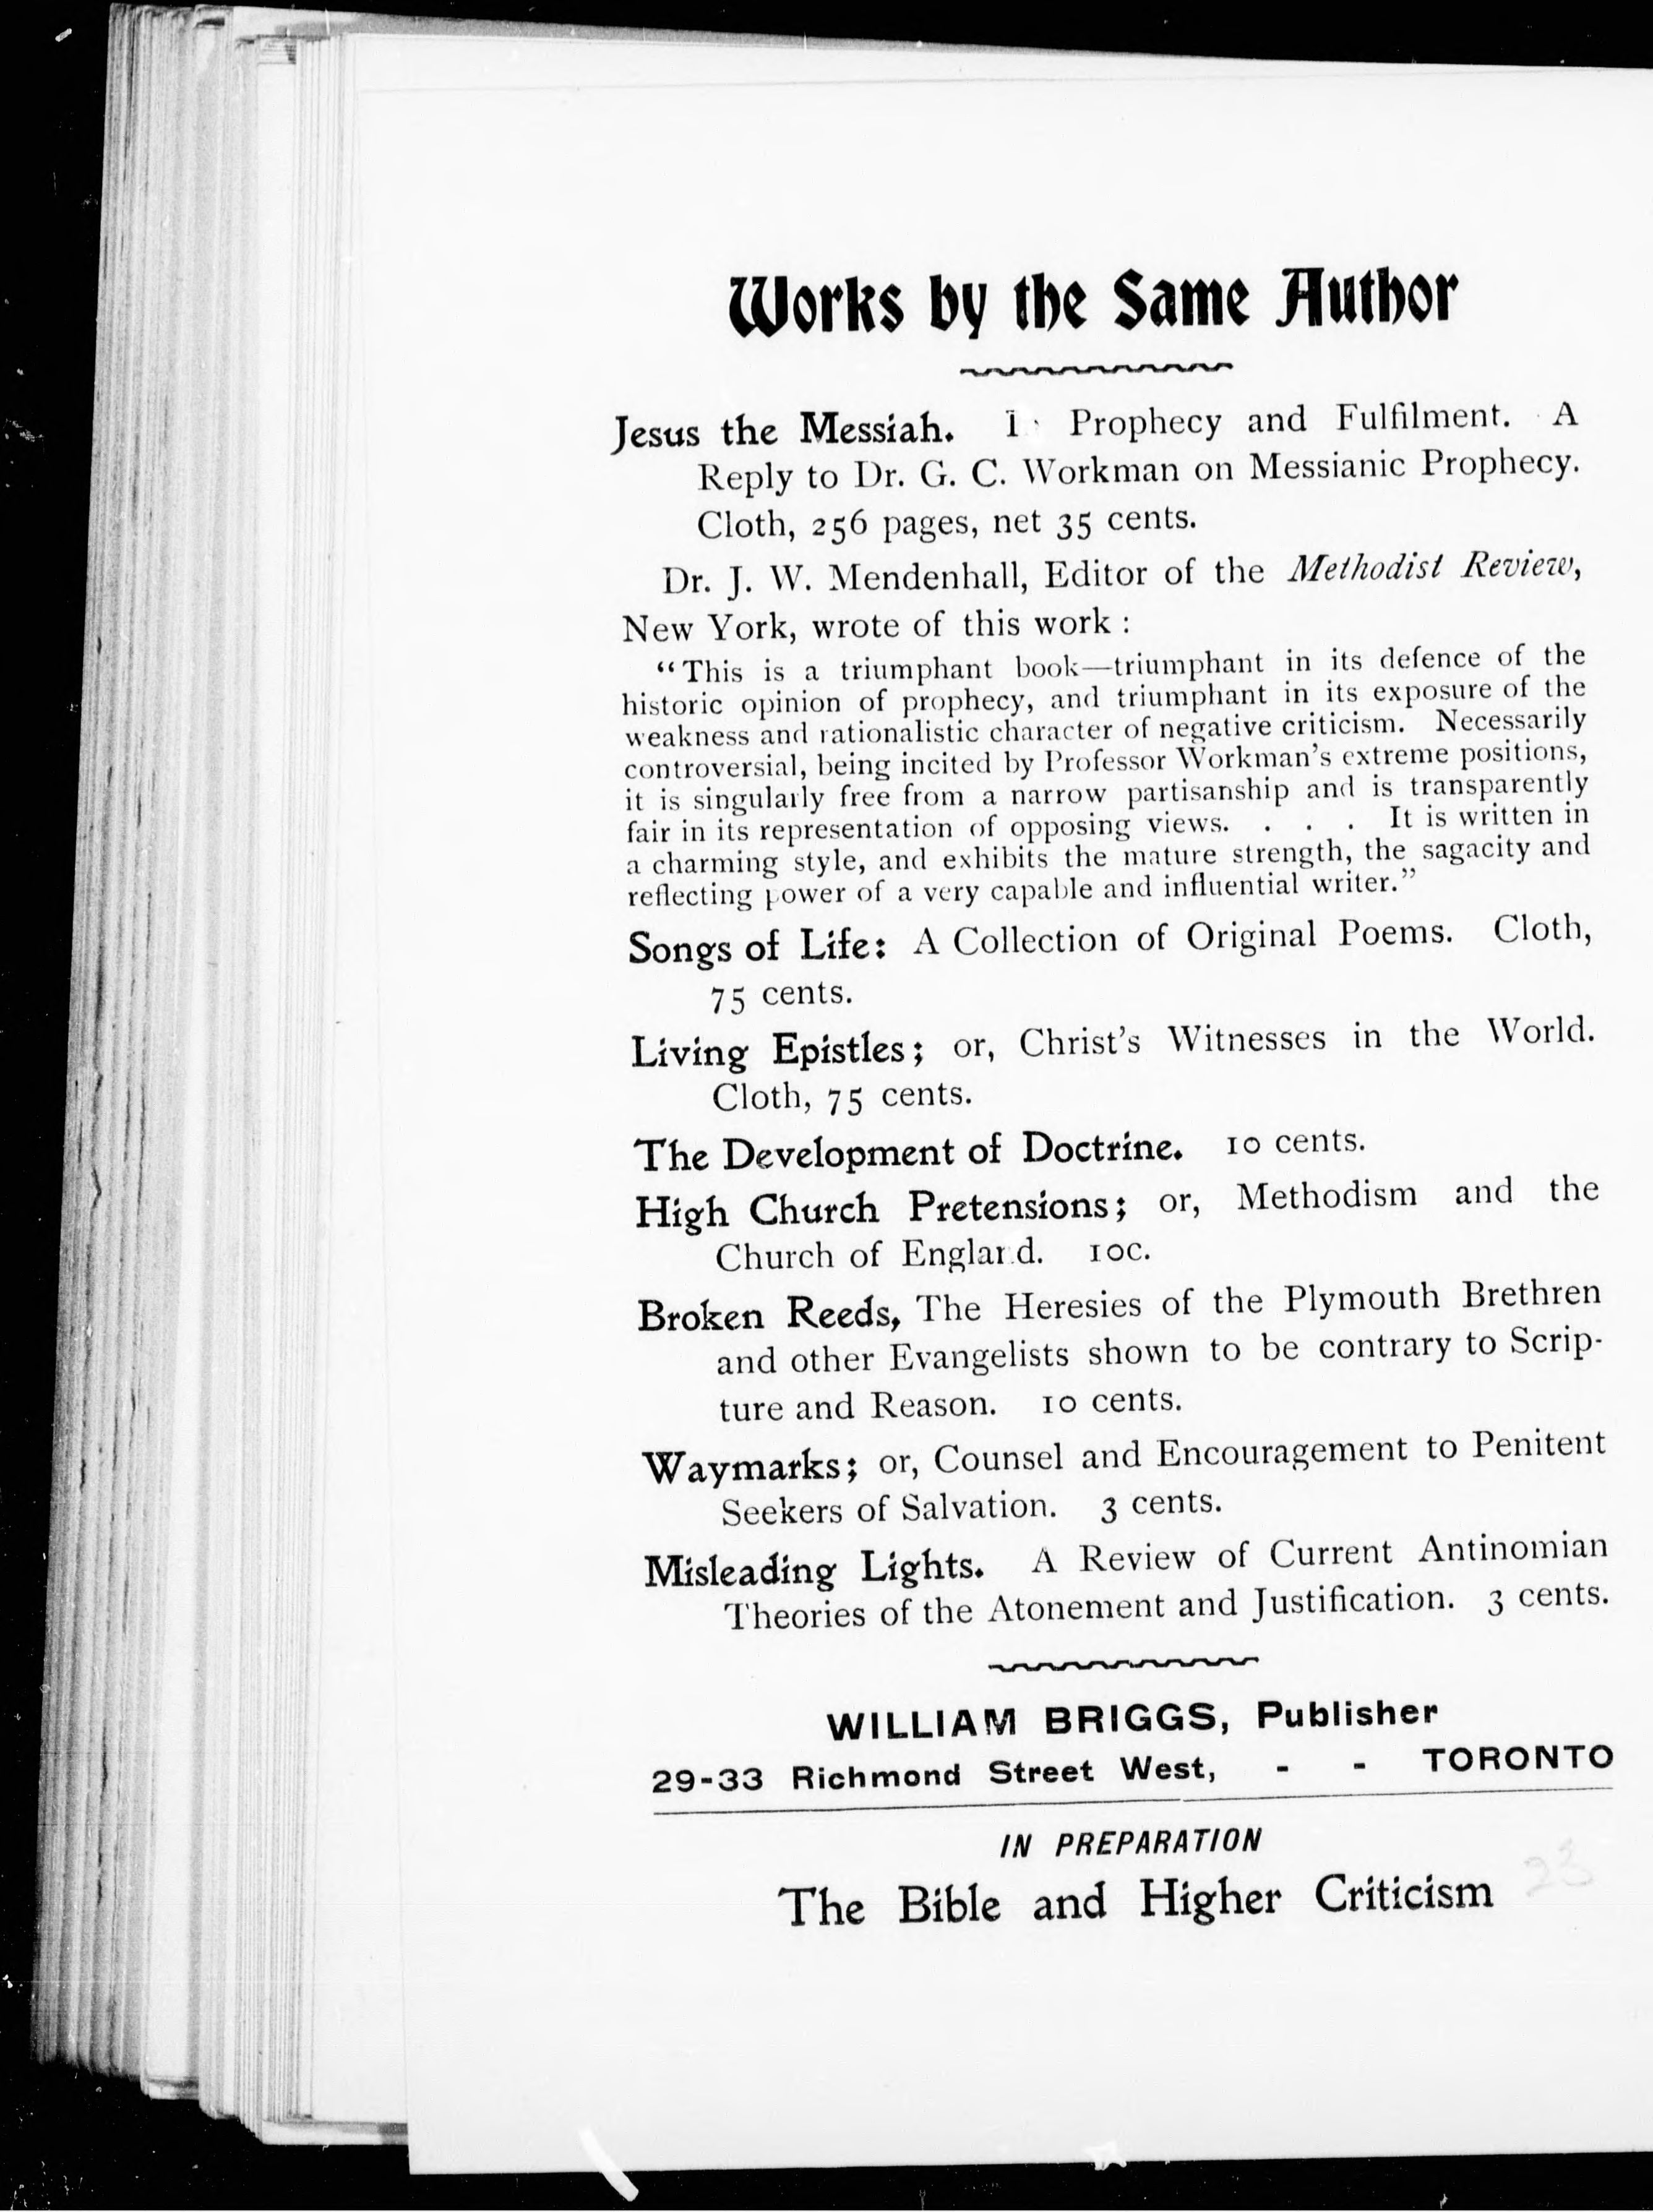 Works by the Same Author
Jesus the Messiah. Prophecy and Fulfilment. A
Reply to Dr. G. C. Workman on Messianic Prophecy.
Cloth, 256 pages, net 35 cents.
Dr. J. W. Mendenhall, Editor of the Methodist Review,
New York, wrote of this work :
“This is a triumphant book—triumphant in its defence of the
historic opinion of prophecy, and triumphant in its exposure of the
weakness and rationalistic character of negative criticism. Necessarily
controversial, being incited by Professor Workman's extreme positions,
it is singularly free from a narrow partisanship and is transparently
fair in its representation of opposing views. . . . It is written in
a charming style, and exhibits the mature strength, the sagacity and
reflecting power of a very capable and influential writer.”
Songs of Life: A Collection of Original Poems. Cloth,
75 cents.
Living Epistles; or, Christ's Witnesses in the World.
Cloth, 75 cents.
The Development of Doctrine. 10 cents.
High Church Pretensions; or, Methodism and the
Church of England. 10c.
Broken Reeds, The Heresies of the Plymouth Brethren
and other Evangelists shown to be contrary to Scrip-
ture and Reason. 10 cents.
Waymarks; or, Counsel and Encouragement to Penitent
Seekers of Salvation. 3 cents.
Misleading Lights. A Review of Current Antinomian
Theories of the Atonement and Justification. 3 cents.
WILLIAM BRIGGS, Publisher
29-33 Richmond Street West, - - TORONTO
IN PREPARATION
The Bible and Higher Criticism